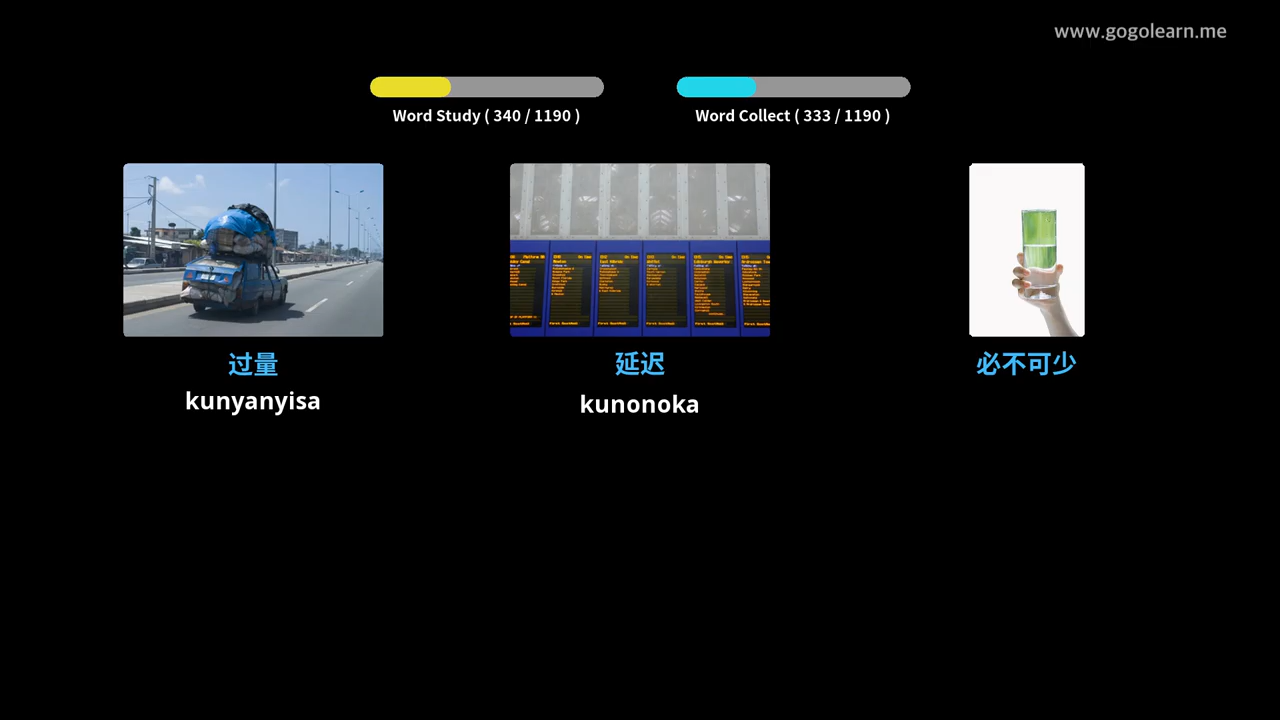 www.gogolearn.me
Word Study ( 340 / 1190 )
Word Collect ( 333 / 1190 )
过量
延迟
必不可少
kunyanyisa
kunonoka